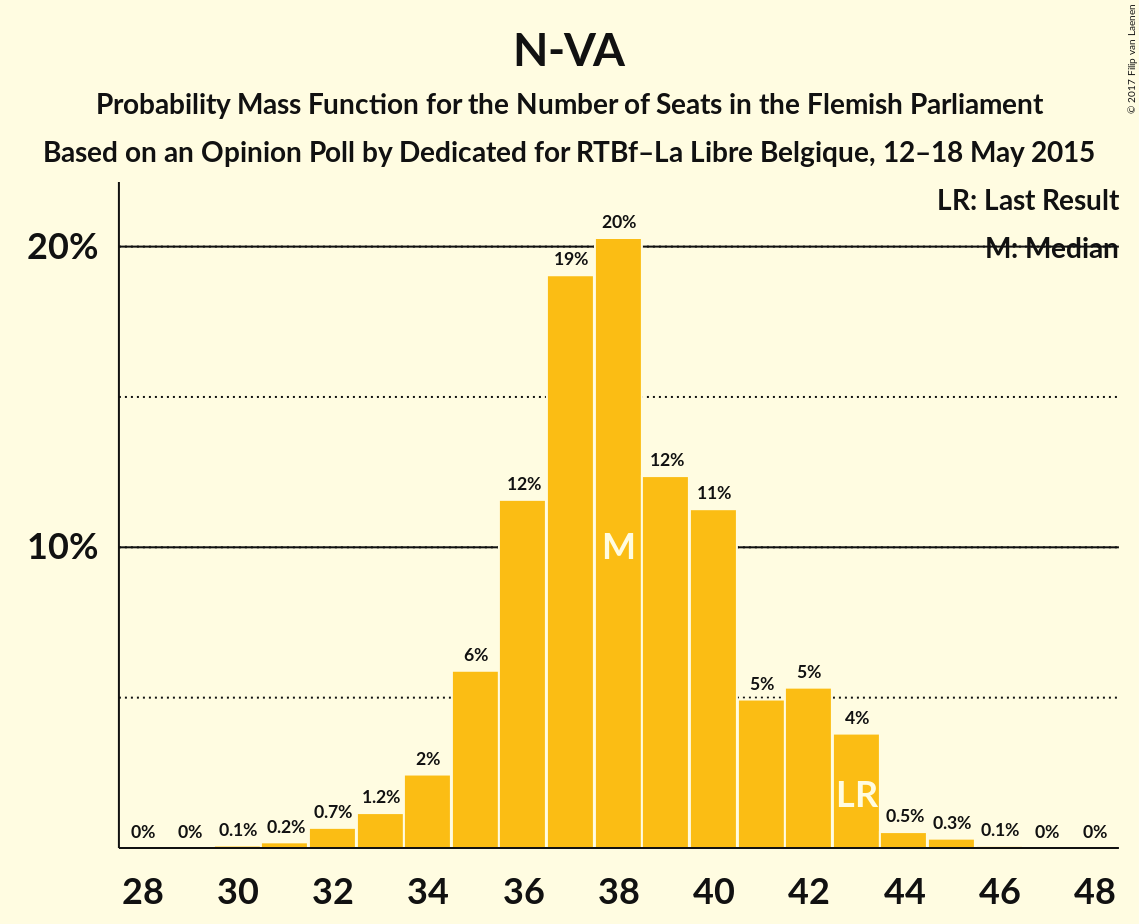 N-VA
Probability Mass Function for the Number of Seats in the Flemish Parliament
Based on an Opinion Poll by Dedicated for RTBf–La Libre Belgique, 12–18 May 2015
© 2017 Filip van Laenen
LR: Last Result
M: Median
20%
10%
0%
0%
0.1%
0.2%
0.7%
1.2%
2%
6%
12%
19%
20%
12%
11%
5%
5%
4%
0.5%
0.3%
0.1%
0%
0%
M
LR
28 30 32 34 36 38 40 42 44 46 48